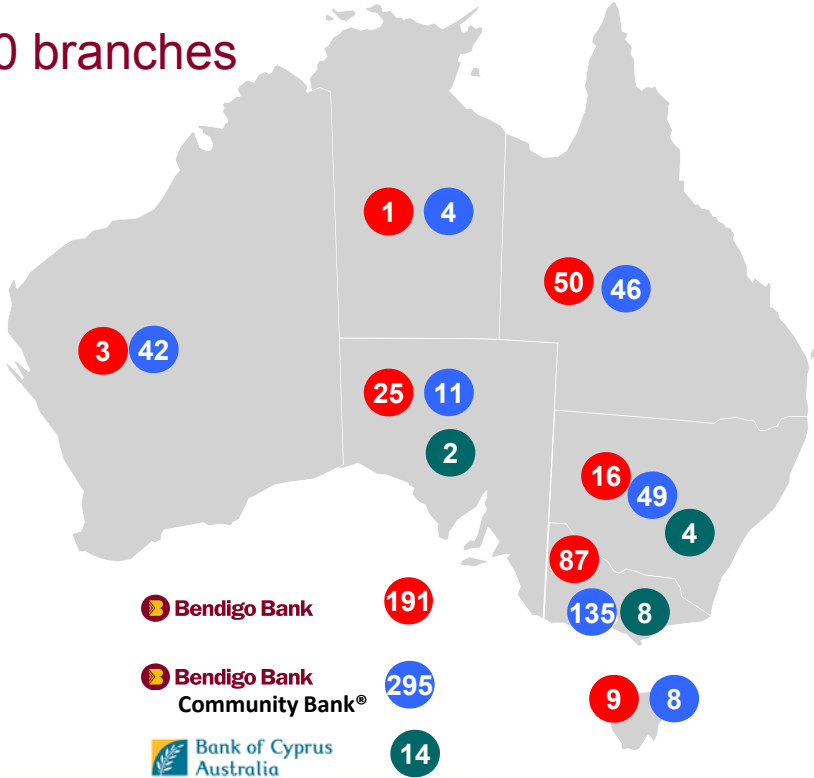 0 branches
1 4
50 46
3 42
25 11
2
16
49
4
87
135 8
Bendigo Bank 191
Bendigo Bank
Community Bank® 295
9 8
Bank of Cyprus
Australia 14